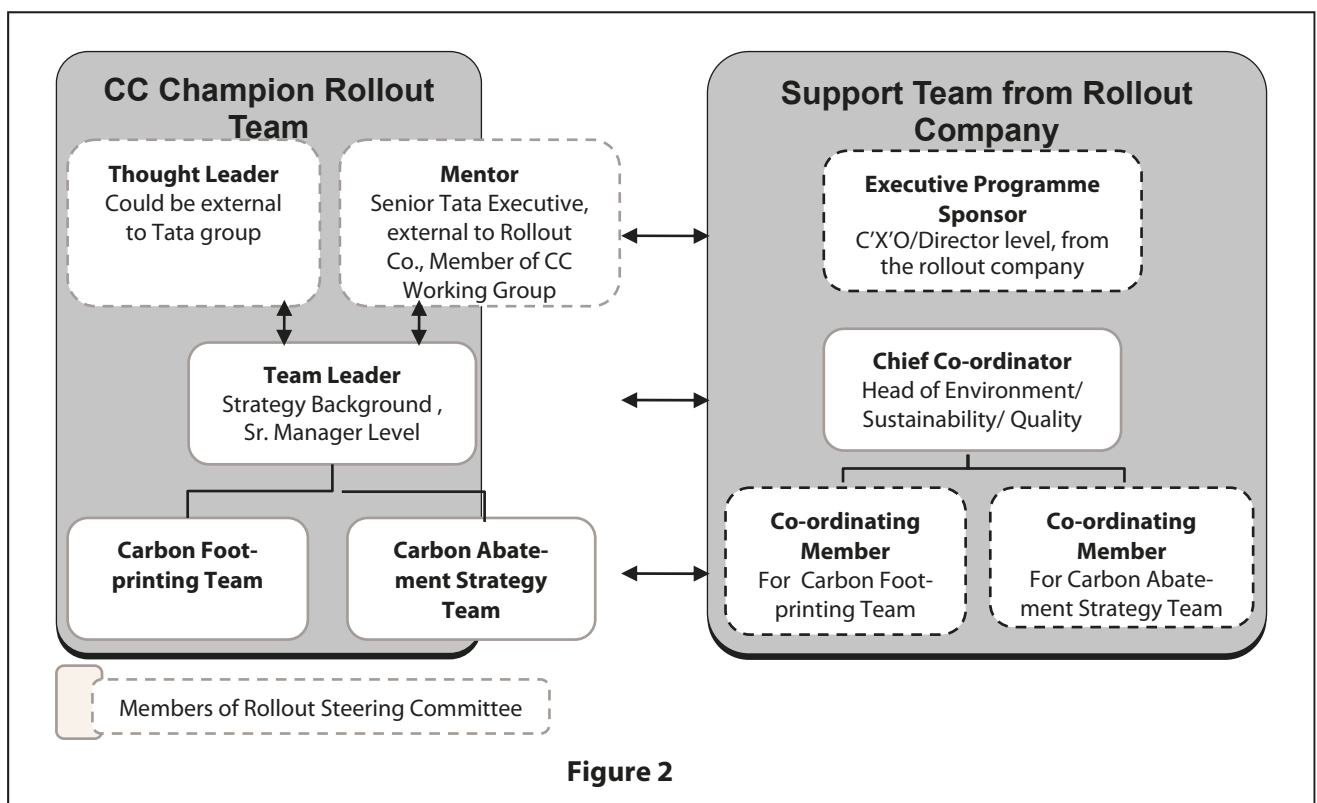 CC Champion Rollout
Team
Thought Leader
Could be external
to Tata group
Mentor
Senior Tata Executive,
external to Rollout
Co., Member of CC
Working Group
Team Leader
Strategy Background ,
Sr. Manager Level
Carbon Foot-
printing Team
Carbon Abate-
ment Strategy
Team
Support Team from Rollout
Company
Executive Programme
Sponsor
C'X'O/Director level, from
the rollout company
Chief Co-ordinator
Head of Environment/
Sustainability/ Quality
Co-ordinating
Member
For Carbon Foot-
printing Team
Co-ordinating
Member
For Carbon Abate-
ment Strategy Team
Members of Rollout Steering Committee
Figure 2